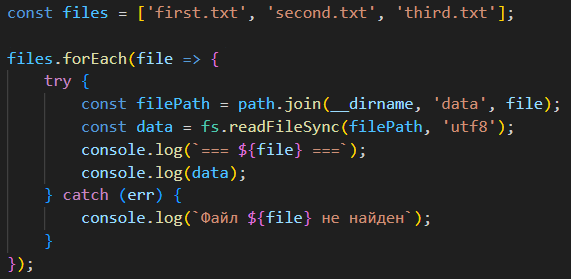 const files = ['first.txt', 'second.txt', 'third.txt'];

files.forEach(file => {
    try {
        const filePath = path.join(__dirname, 'data', file);
        const data = fs.readFileSync(filePath, 'utf8');
        console.log(`=== ${file} ===`);
        console.log(data);
    } catch (err) {
        console.log(`Файл ${file} не найден`);
    }
});